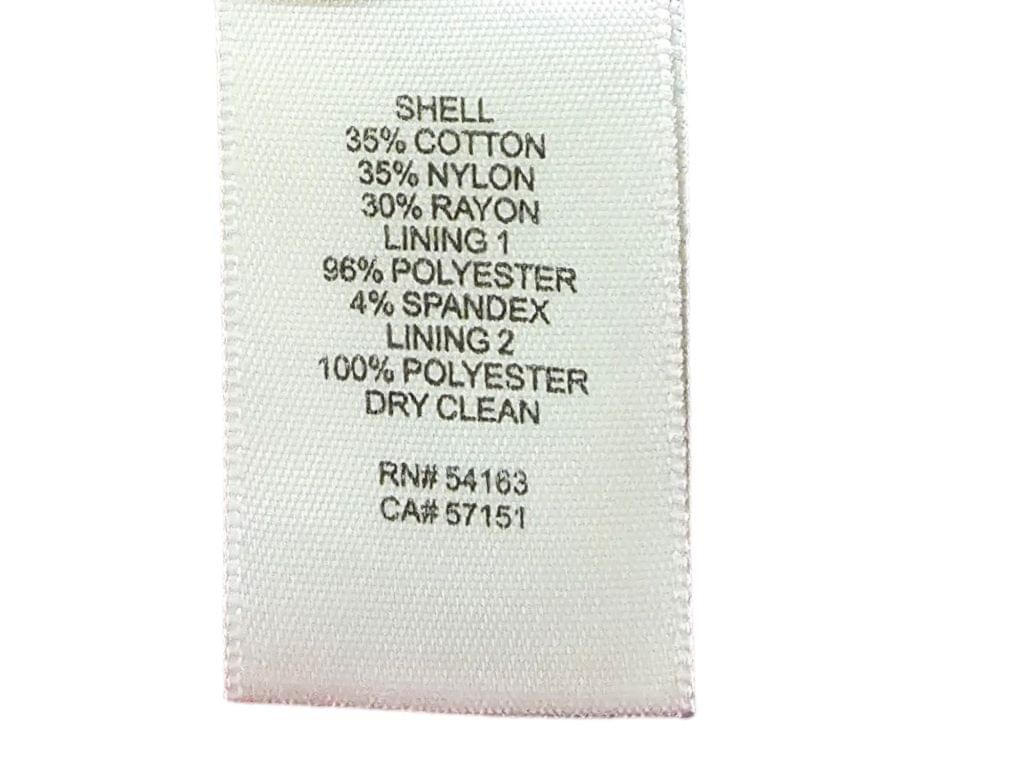 SHELL
35% COTTON
35% NYLON
30% RAYON
LINING 1
96% POLYESTER
4% SPANDEX
LINING 2
100% POLYESTER
DRY CLEAN
RN# 54163
CA# 57151